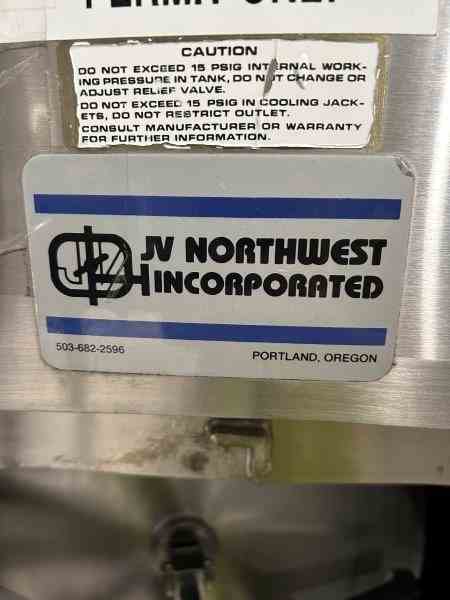 PERMIT ONLY
CAUTION
DO NOT EXCEED 15 PSIG INTERNAL WORK-
ING PRESSURE IN TANK, DO NOT CHANGE OR
ADJUST RELIEF VALVE.
DO NOT EXCEED 15 PSIG IN COOLING JACK-
ETS, DO NOT RESTRICT OUTLET.
CONSULT MANUFACTURER OR WARRANTY
FOR FURTHER INFORMATION.
JV NORTHWEST
INCORPORATED
503-682-2596
PORTLAND, OREGON